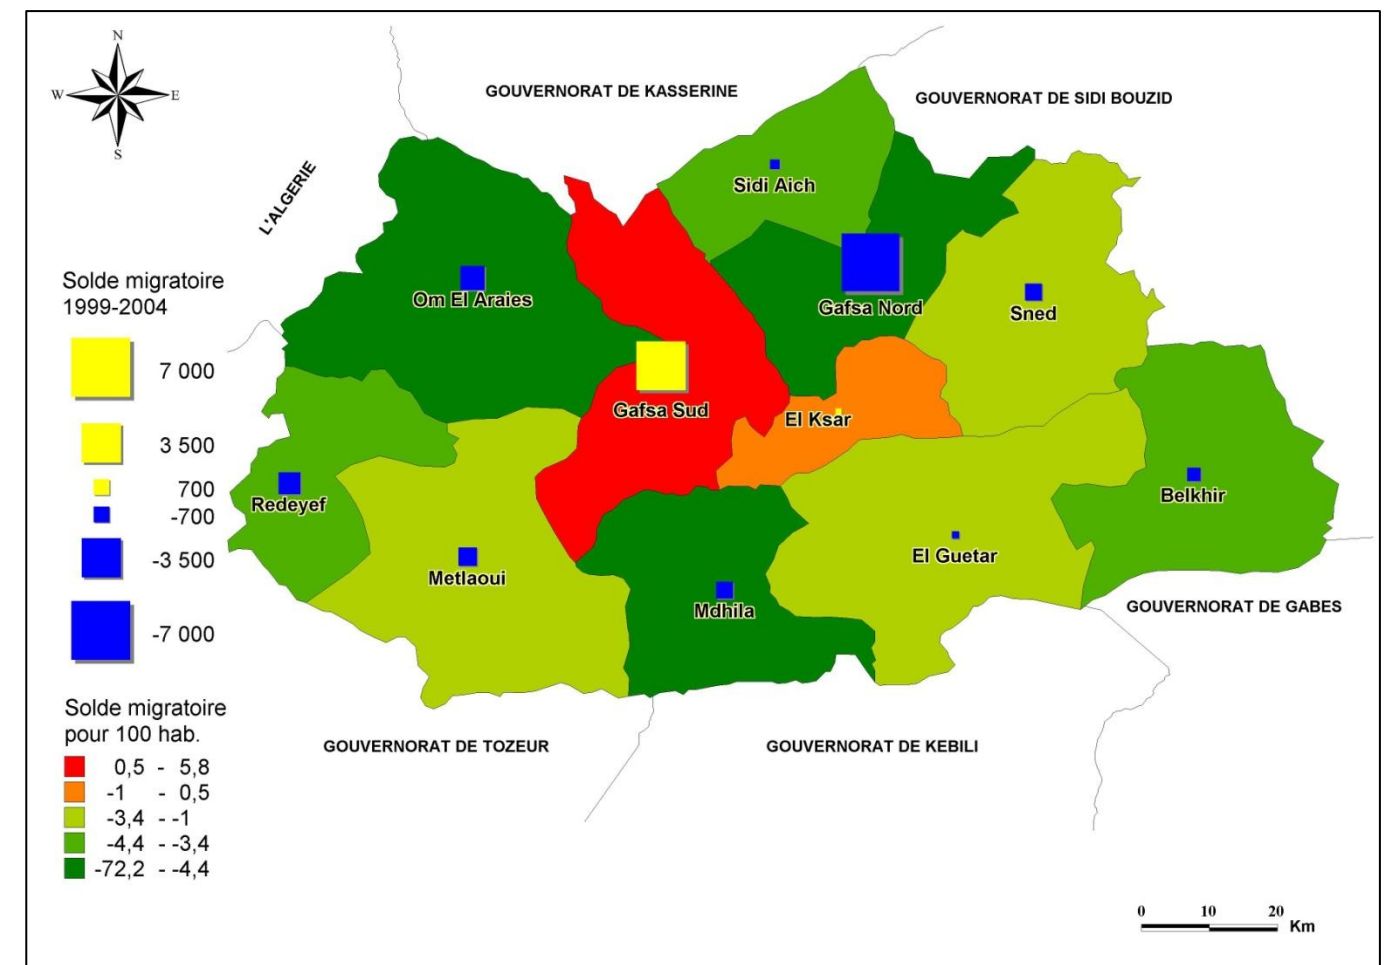 N
W
E
S
GOUVERNORAT DE KASSERINE
GOUVERNORAT DE SIDI BOUZID
L'ALGERIE
Sidi Aich
Om El Araies
Gafsa Nord
Sned
Gafsa Sud
El Ksar
Redeyef
Belkhir
Metlaoui
El Guetar
Mdhila
GOUVERNORAT DE GABES
GOUVERNORAT DE TOZEUR
GOUVERNORAT DE KEBILI
Solde migratoire
1999-2004
7 000
3 500
700
-700
-3 500
-7 000
Solde migratoire
pour 100 hab.
0,5 - 5,8
-1 - 0,5
-3,4 - -1
-4,4 - -3,4
-72,2 - -4,4
0 10 20
Km